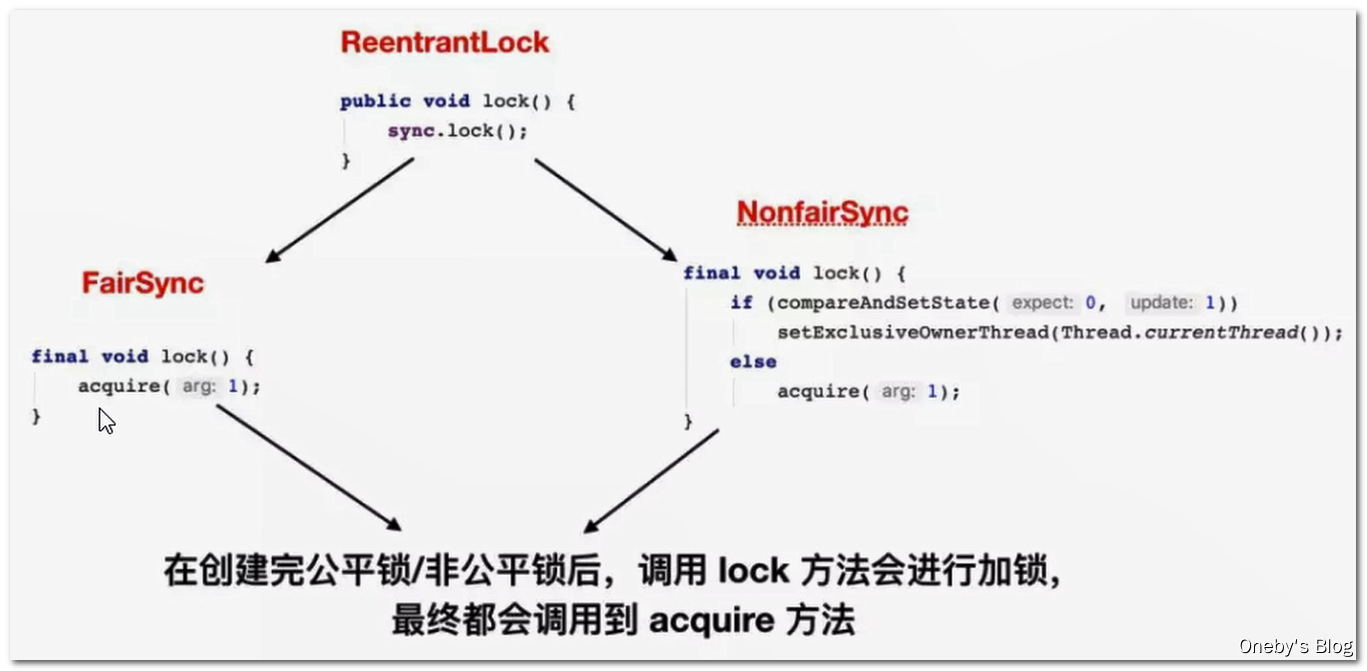 ReentrantLock
public void lock() {
sync.lock();
}
FairSync
final void lock() {
acquire( arg: 1);
}
NonfairSync
final void lock() {
if (compareAndSetState( expect: 0, update: 1))
setExclusiveOwnerThread(Thread.currentThread());
else
acquire( arg: 1);
}
在创建完公平锁/非公平锁后，调用 lock 方法会进行加锁，
最终都会调用到 acquire 方法
Oneby's Blog